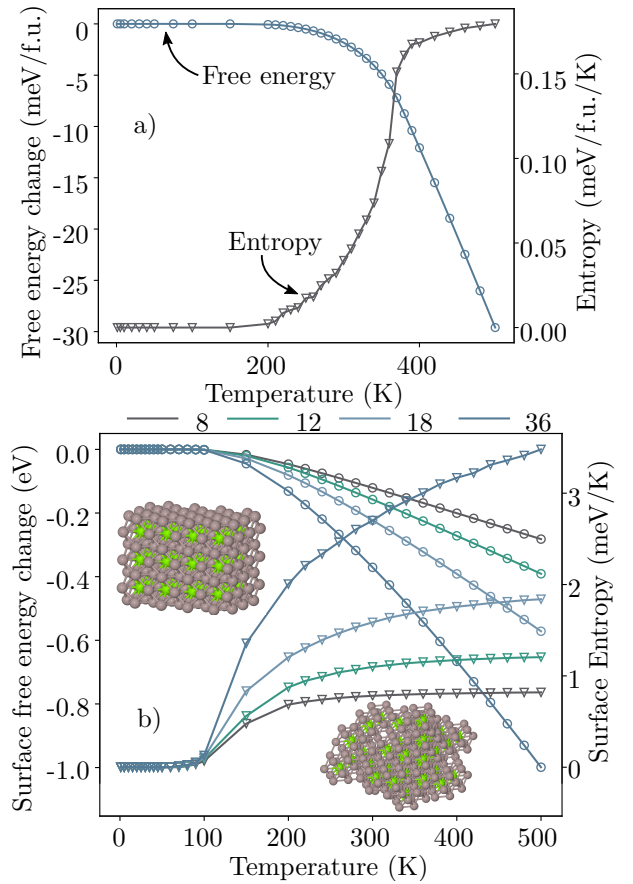 Free energy change (meV/f.u.)
0
-5
-10
-15
-20
-25
-30
Free energy
a)
Entropy
0.15
0.10
0.05
0.00
Entropy (meV/f.u./K)
0
200
400
Temperature (K)
8 12 18 36
Surface free energy change (eV)
0.0
-0.2
-0.4
-0.6
-0.8
-1.0
b)
3
2
1
0
Surface Entropy (meV/K)
0 100 200 300 400 500
Temperature (K)